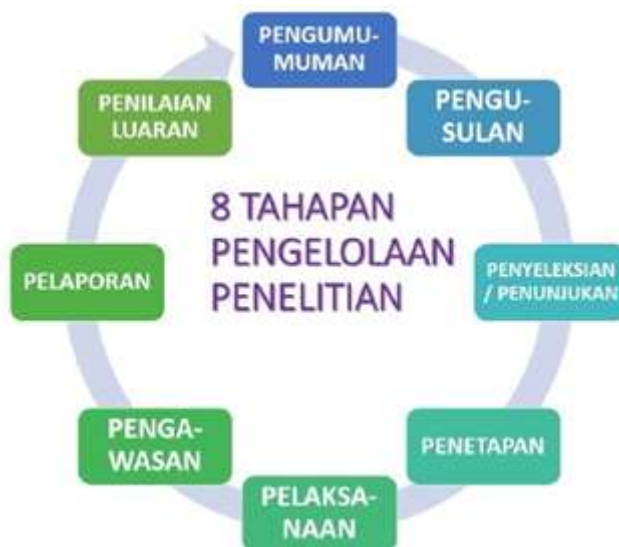 PENGUMU-
MUMAN
PENGU-
SULAN
PENYELEKSIAN
/ PENUNJUKAN
PENETAPAN
PELAKSA-
NAAN
PENGA-
WASAN
PELAPORAN
PENILAIAN
LUARAN
8 TAHAPAN
PENGELOLAAN
PENELITIAN